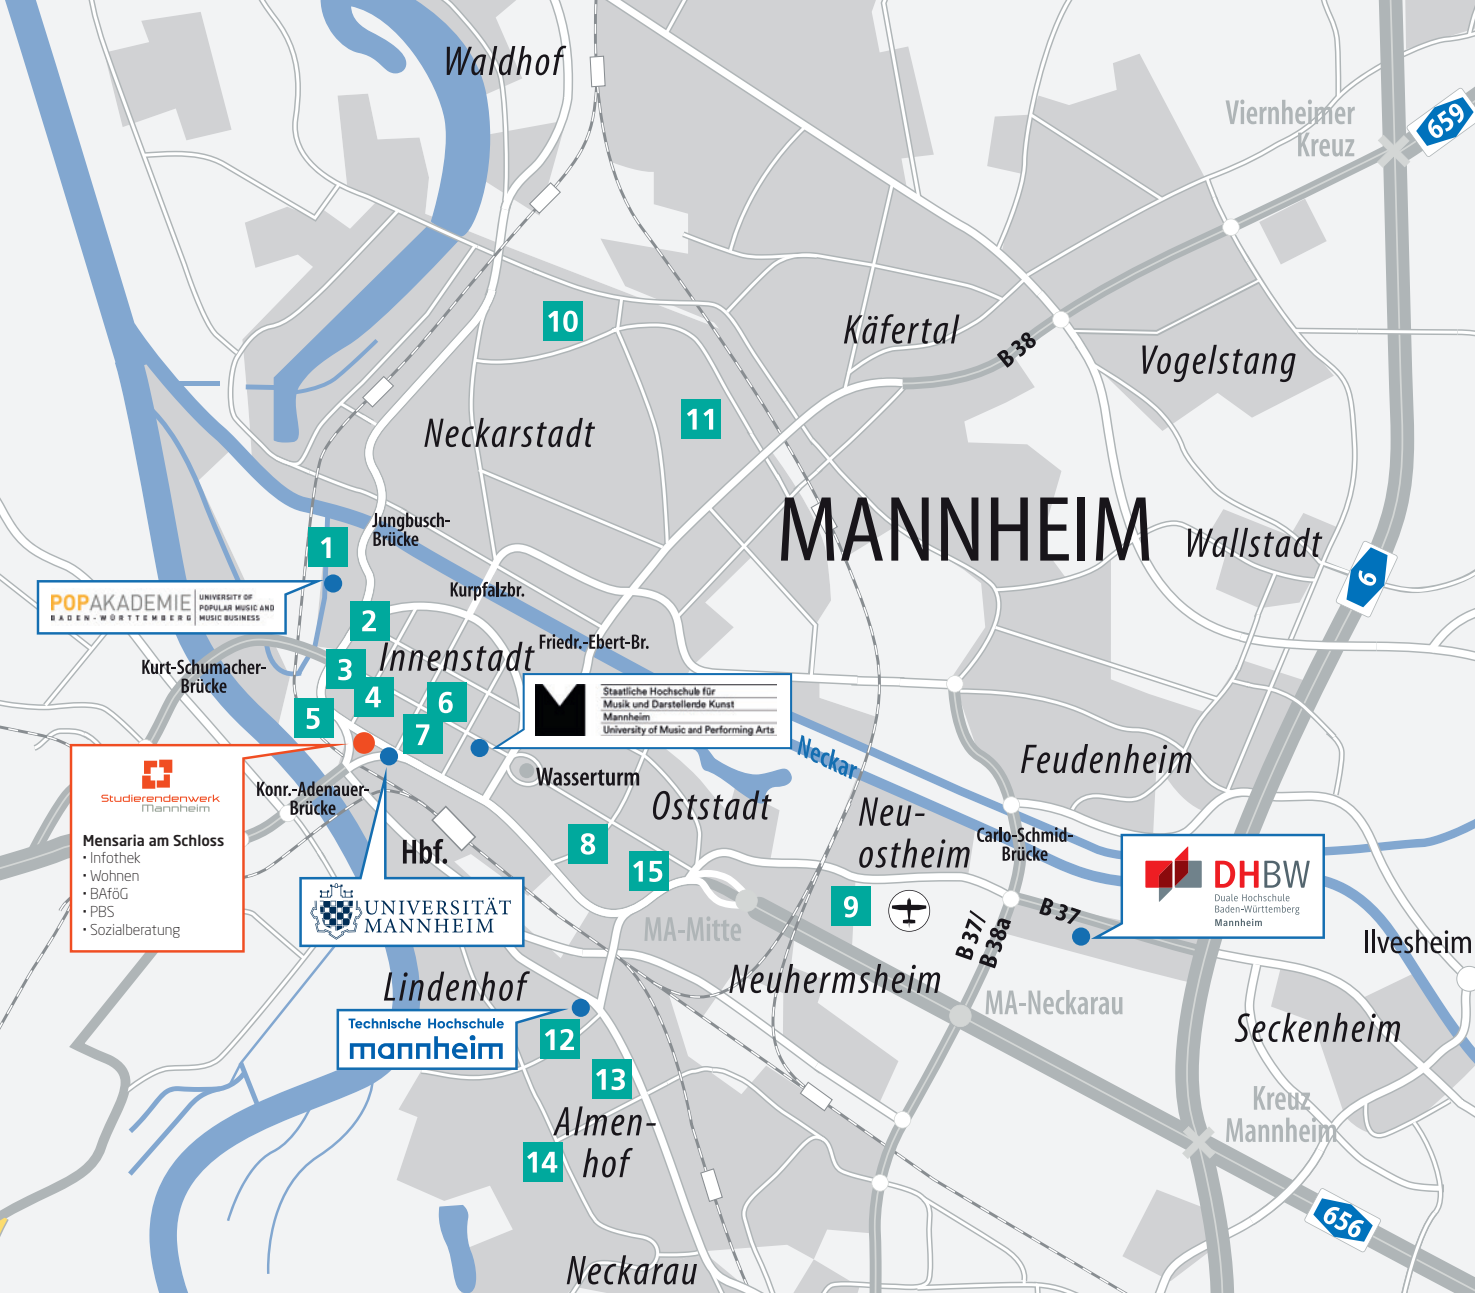 Waldhof
Viernheimer
Kreuz
659
10
Käfertal
B 38
Vogelstang
11
Neckarstadt
MANNHEIM
Jungbusch-
Brücke
1
Wallstadt
6
Kurpfalzbr.
POPAKADEMIE
BADEN-WÜRTTEMBERG
UNIVERSITY OF
POPULAR MUSIC AND
MUSIC BUSINESS
2
Friedr.-Ebert-Br.
Innenstadt
3
Kurt-Schumacher-
Brücke
4
6
5
7
Staatliche Hochschule für
Musik und Darstellende Kunst
Mannheim
University of Music and Performing Arts
Neckar
Feudenheim
Wasserturm
Studierendenwerk
Mannheim
Mensaria am Schloss
• Infothek
• Wohnen
• BAföG
• PBS
• Sozialberatung
Konr.-Adenauer-
Brücke
Oststadt
Neu-
ostheim
Carlo-Schmid-
Brücke
Hbf.
8
15
DHBW
Duale Hochschule
Baden-Württemberg
Mannheim
9
UNIVERSITÄT
MANNHEIM
MA-Mitte
B 37/
B 38a
B 37
Ilvesheim
Lindenhof
Neuhermsheim
MA-Neckarau
Seckenheim
Technische Hochschule
mannheim
12
13
Kreuz
Mannheim
Almen-
hof
14
656
Neckarau